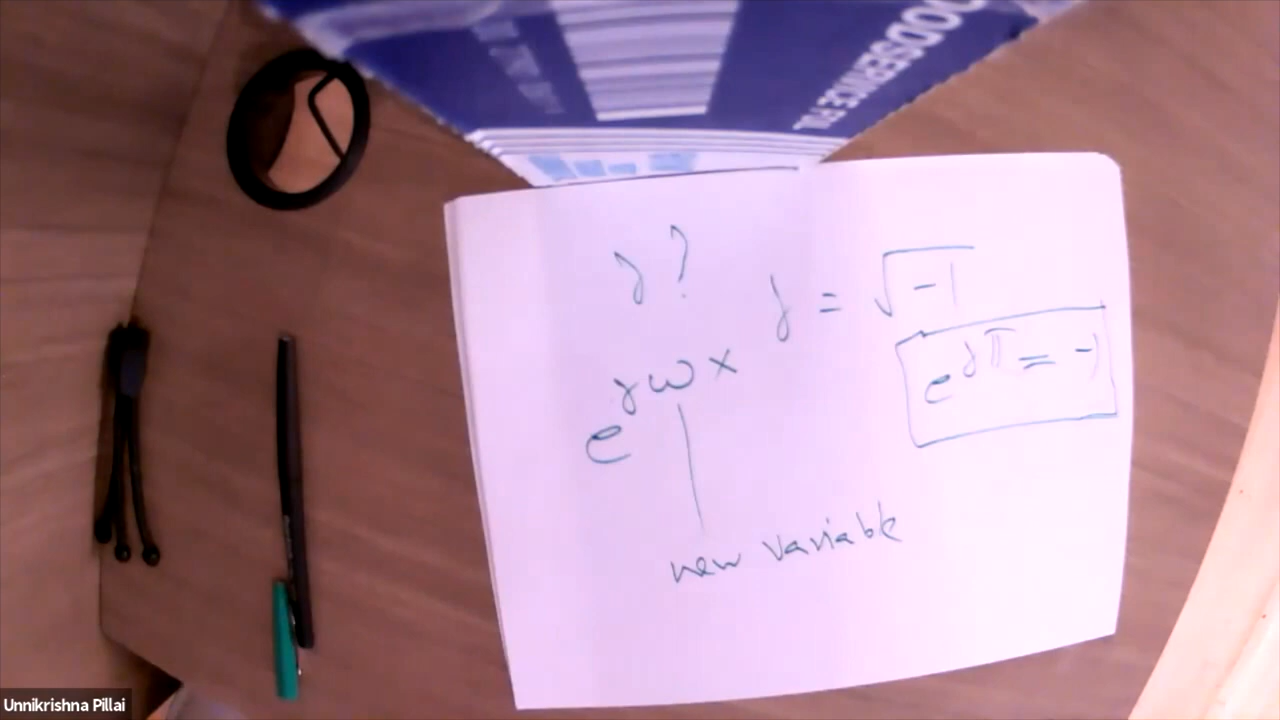 j?
j = √-1
e^{jωx}
e^{jπ} = -1
new variable
Unnikrishna Pillai